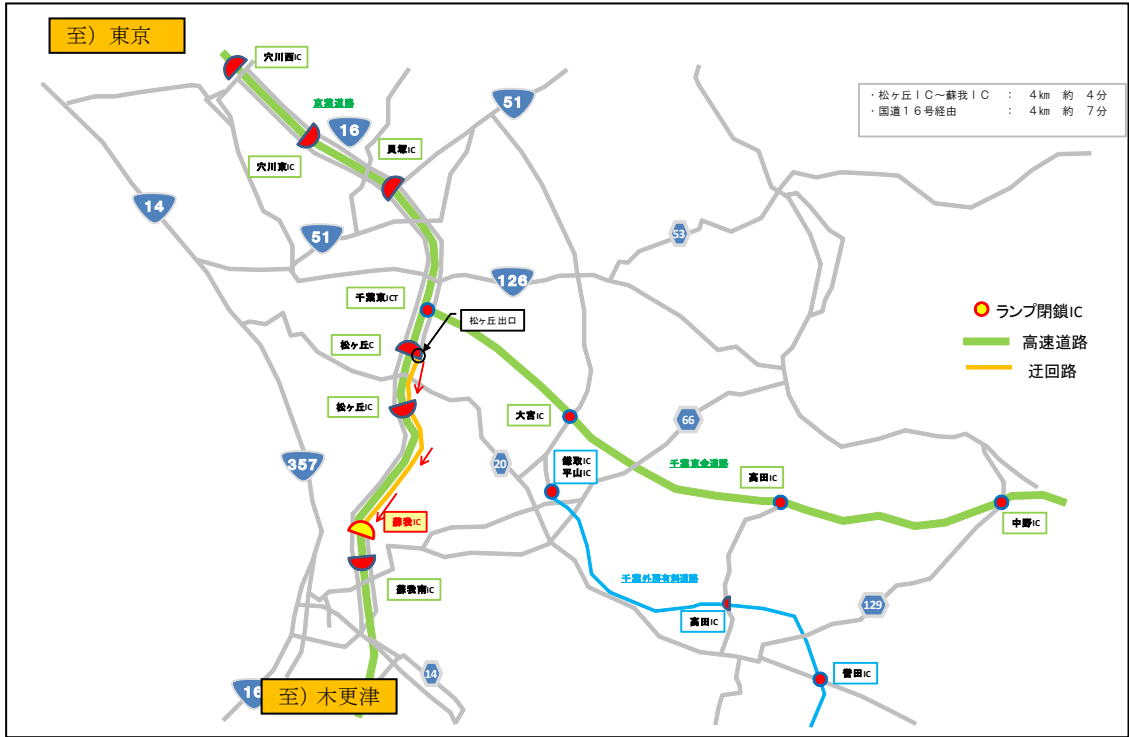 至）東京
穴川西IC
・松ヶ丘ＩＣ～蘇我ＩＣ ： 4㎞ 約 4分
・国道１６号経由 ： 4㎞ 約 7分
京葉道路
51
16
貝塚IC
穴川東IC
14
51
53
126
千葉東JCT
松ヶ丘出口
ランプ閉鎖IC
高速道路
迂回路
松ヶ丘C
松ヶ丘IC
大宮IC
66
357
20
鎌取IC
平山IC
千葉東金道路
高田IC
中野IC
蘇我IC
蘇我南IC
千葉外房有料道路
高田IC
129
誉田IC
14
16
至）木更津